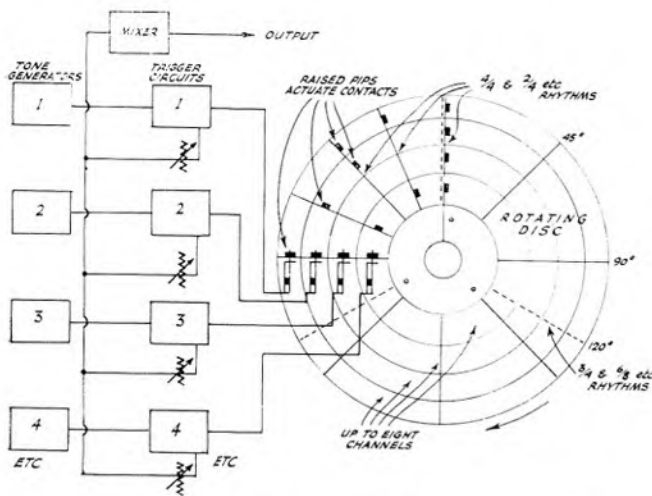 MIXER
OUTPUT
TONE
GENERATORS
TRIGGER
CIRCUITS
RAISED PIPS
ACTUATE CONTACTS
4/4 & 2/4 etc
RHYTHMS
1
1
45°
2
2
ROTATING
DISC
90°
3
3
120°
3/4 & 6/8 etc
RHYTHMS
4
4
UP TO EIGHT
CHANNELS
ETC
ETC